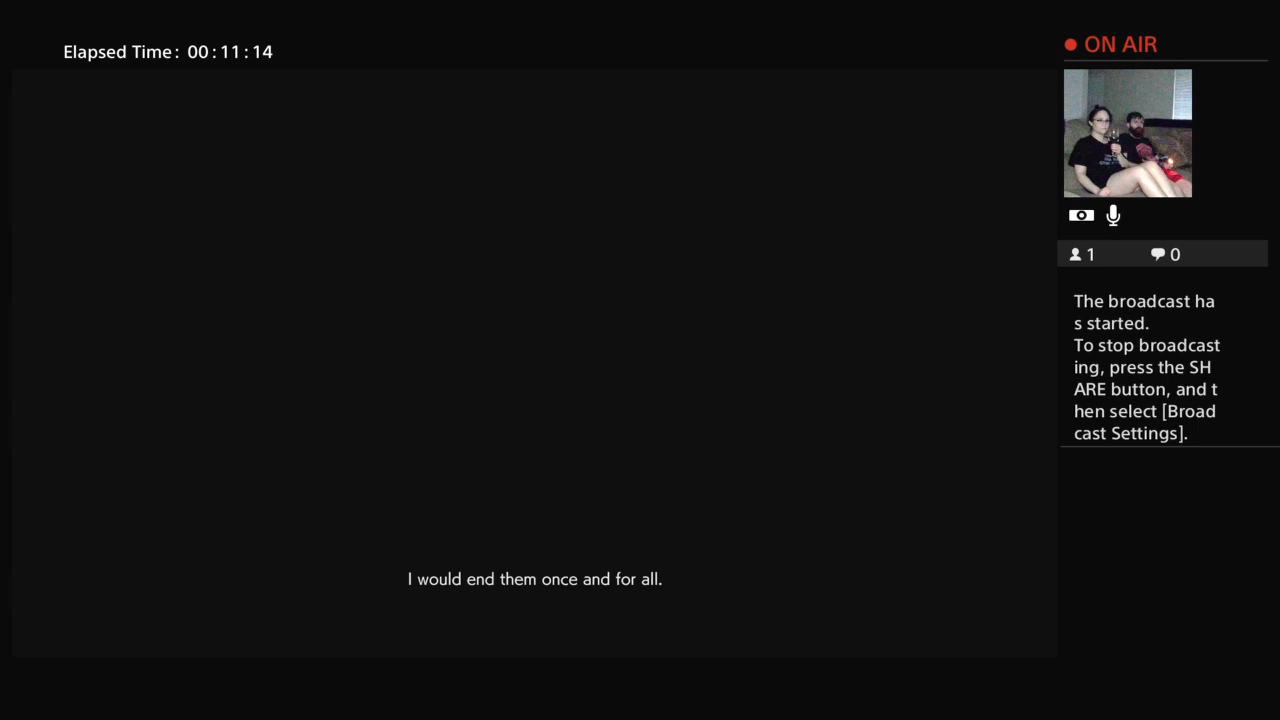 Elapsed Time: 00:11:14
ON AIR
1 0
The broadcast ha
s started.
To stop broadcast
ing, press the SH
ARE button, and t
hen select [Broad
cast Settings].
I would end them once and for all.